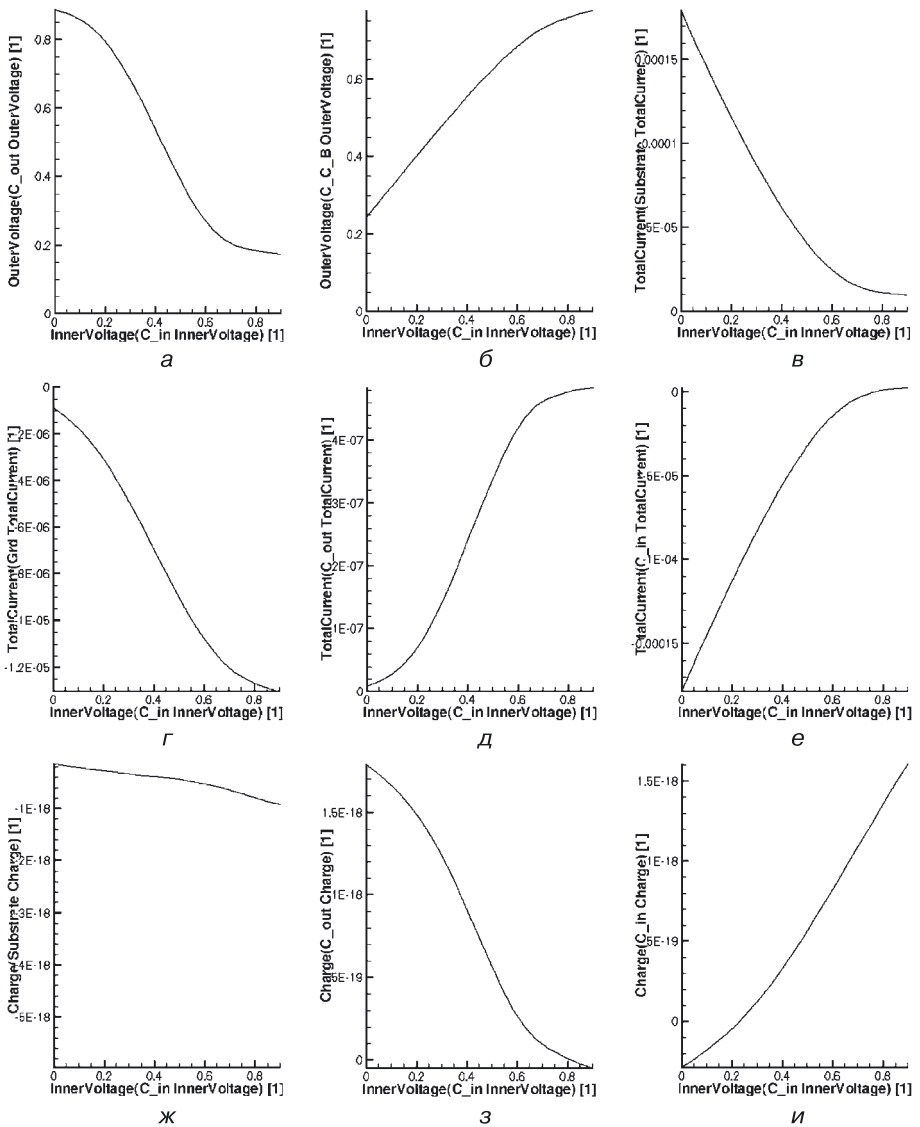 OuterVoltage(C_out OuterVoltage) [1]
0.8
0.6
0.4
0.2
0
0 0.2 0.4 0.6 0.8
InnerVoltage(C_in InnerVoltage) [1]
а
OuterVoltage(C_C_B OuterVoltage) [1]
0.6
0.4
0.2
0
0 0.2 0.4 0.6 0.8
InnerVoltage(C_in InnerVoltage) [1]
б
TotalCurrent(Substrate TotalCurrent) [1]
0.00015
0.0001
5E-05
0
0 0.2 0.4 0.6 0.8
InnerVoltage(C_in InnerVoltage) [1]
в
TotalCurrent(Grd TotalCurrent) [1]
0
-2E-06
-4E-06
-6E-06
-8E-06
-1E-05
-1.2E-05
0 0.2 0.4 0.6 0.8
InnerVoltage(C_in InnerVoltage) [1]
г
TotalCurrent(C_out TotalCurrent) [1]
4E-07
3E-07
2E-07
1E-07
0
0 0.2 0.4 0.6 0.8
InnerVoltage(C_in InnerVoltage) [1]
д
TotalCurrent(C_in TotalCurrent) [1]
0
-5E-05
-1E-04
-0.00015
0 0.2 0.4 0.6 0.8
InnerVoltage(C_in InnerVoltage) [1]
е
Charge(Substrate Charge) [1]
-1E-18
-2E-18
-3E-18
-4E-18
-5E-18
0 0.2 0.4 0.6 0.8
InnerVoltage(C_in InnerVoltage) [1]
ж
Charge(C_out Charge) [1]
1.5E-18
1E-18
5E-19
0
0 0.2 0.4 0.6 0.8
InnerVoltage(C_in InnerVoltage) [1]
з
Charge(C_in Charge) [1]
1.5E-18
1E-18
5E-19
0
0 0.2 0.4 0.6 0.8
InnerVoltage(C_in InnerVoltage) [1]
и